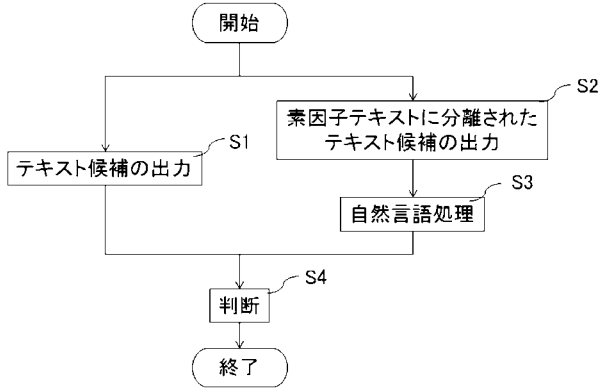 開始
S2
素因子テキストに分離された
テキスト候補の出力
S1
テキスト候補の出力
S3
自然言語処理
S4
判断
終了